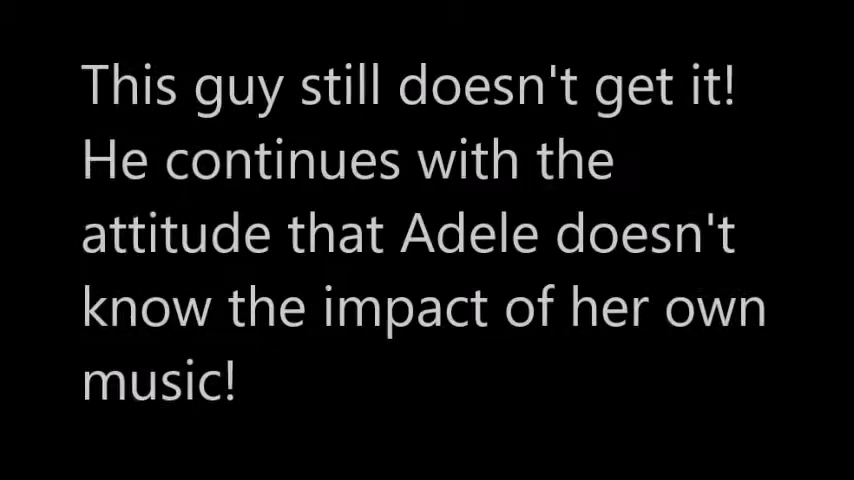 This guy still doesn't get it!
He continues with the
attitude that Adele doesn't
know the impact of her own
music!